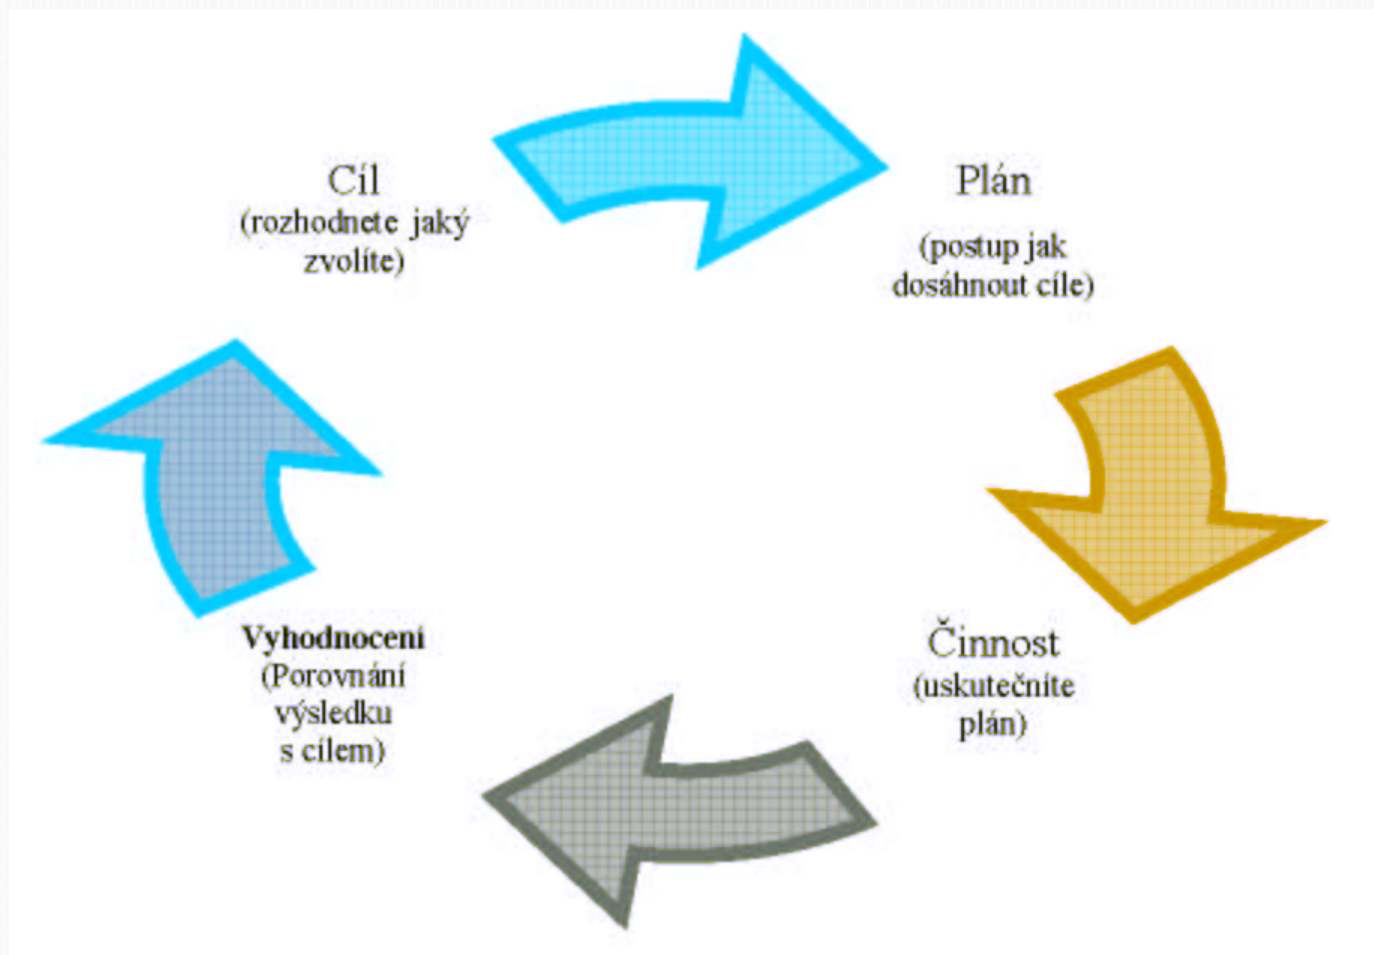 Cíl
(rozhodnete jaký
zvolíte)
Plán
(postup jak
dosáhnout cíle)
Činnost
(uskutečníte
plán)
Vyhodnocení
(Porovnání
výsledku
s cílem)